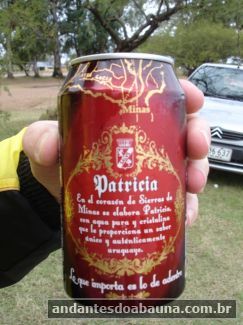 Minas
Patricia
En el corazón de Sierras de
Minas se elabora Patricia
con agua pura y cristalina
que le proporciona un sabor
único y auténticamente
uruguayo.
Lo que importa es lo de adentro
andantesdoabauna.com.br